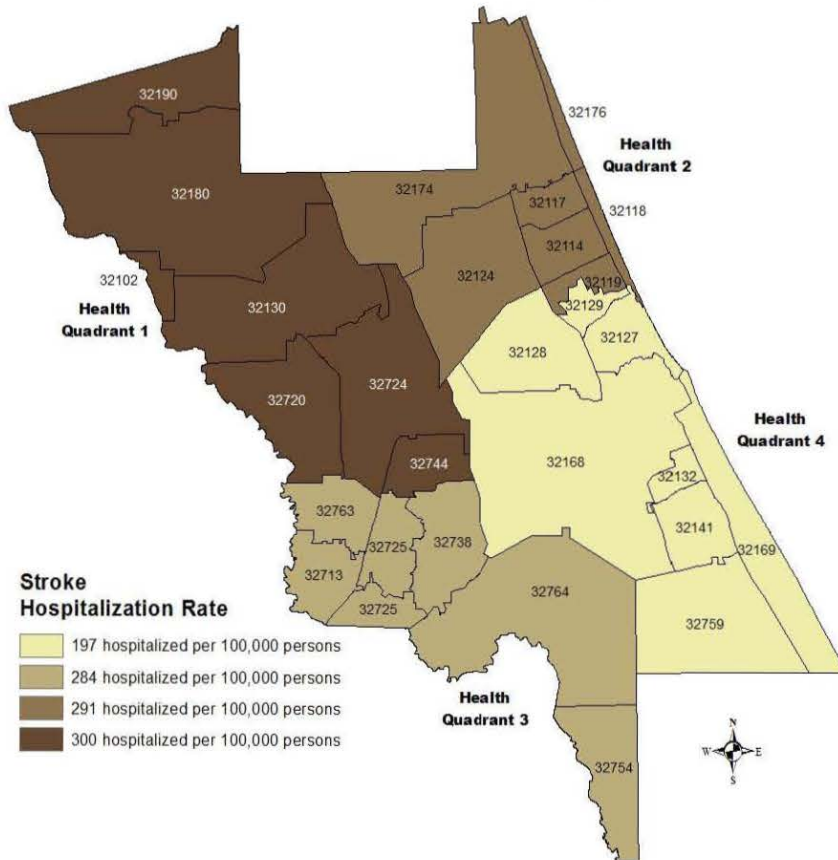 32190
32176
Health
Quadrant 2
32180
32174
32117
32118
32114
32102
32124
32119
Health
Quadrant 1
32130
32129
32127
32128
32724
32720
Health
Quadrant 4
32744
32168
32132
32763
32141
32725
32738
32169
32713
32764
Stroke
Hospitalization Rate
32725
32759
197 hospitalized per 100,000 persons
284 hospitalized per 100,000 persons
291 hospitalized per 100,000 persons
300 hospitalized per 100,000 persons
Health
Quadrant 3
32754
N
W E
S